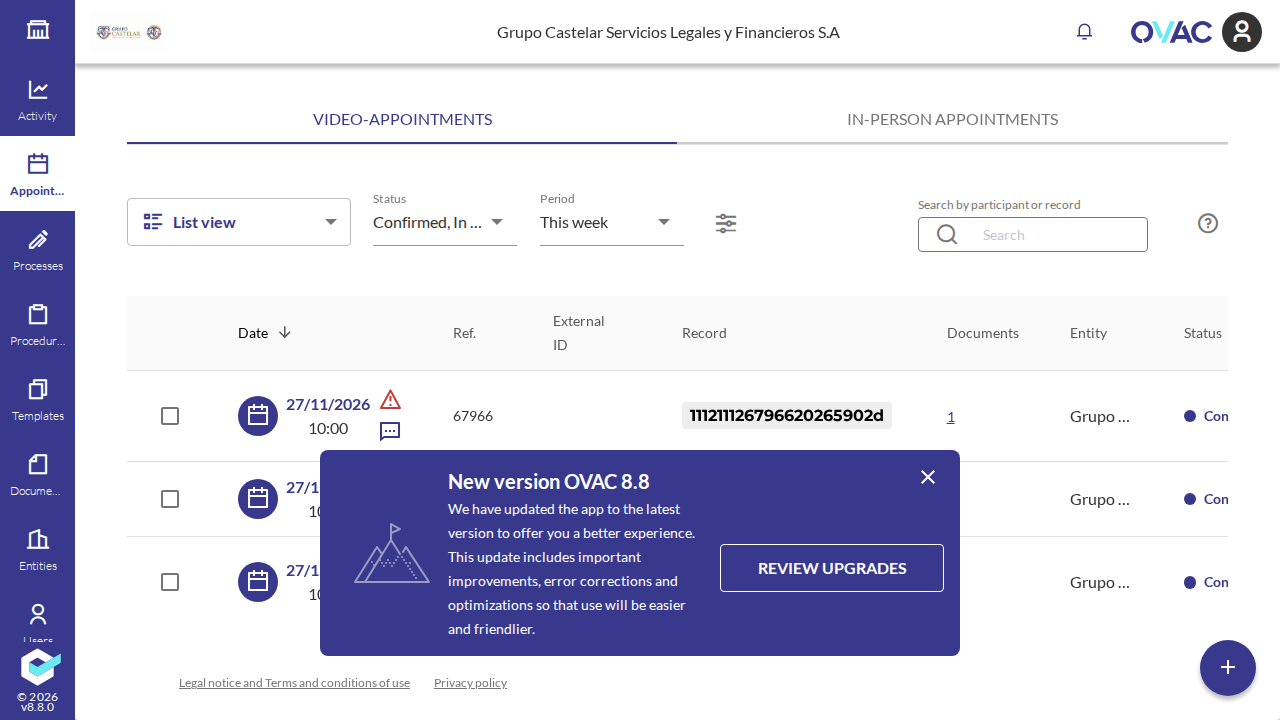 GRUPO
CASTELAR
Grupo Castelar Servicios Legales y Financieros S.A
OVAC
Activity
Appoint...
Processes
Procedur...
Templates
Docume...
Entities
Users
© 2026
v8.8.0
VIDEO-APPOINTMENTS
IN-PERSON APPOINTMENTS
List view
Status
Confirmed, In ...
Period
This week
Search by participant or record
Search
Date
Ref.
External
ID
Record
Documents
Entity
Status
27/11/2026
10:00
67966
111211126796620265902d
1
Grupo ...
Con
27/1
10
Grupo ...
Con
27/1
10
Grupo ...
Con
New version OVAC 8.8
We have updated the app to the latest
version to offer you a better experience.
This update includes important
improvements, error corrections and
optimizations so that use will be easier
and friendlier.
REVIEW UPGRADES
Legal notice and Terms and conditions of use
Privacy policy